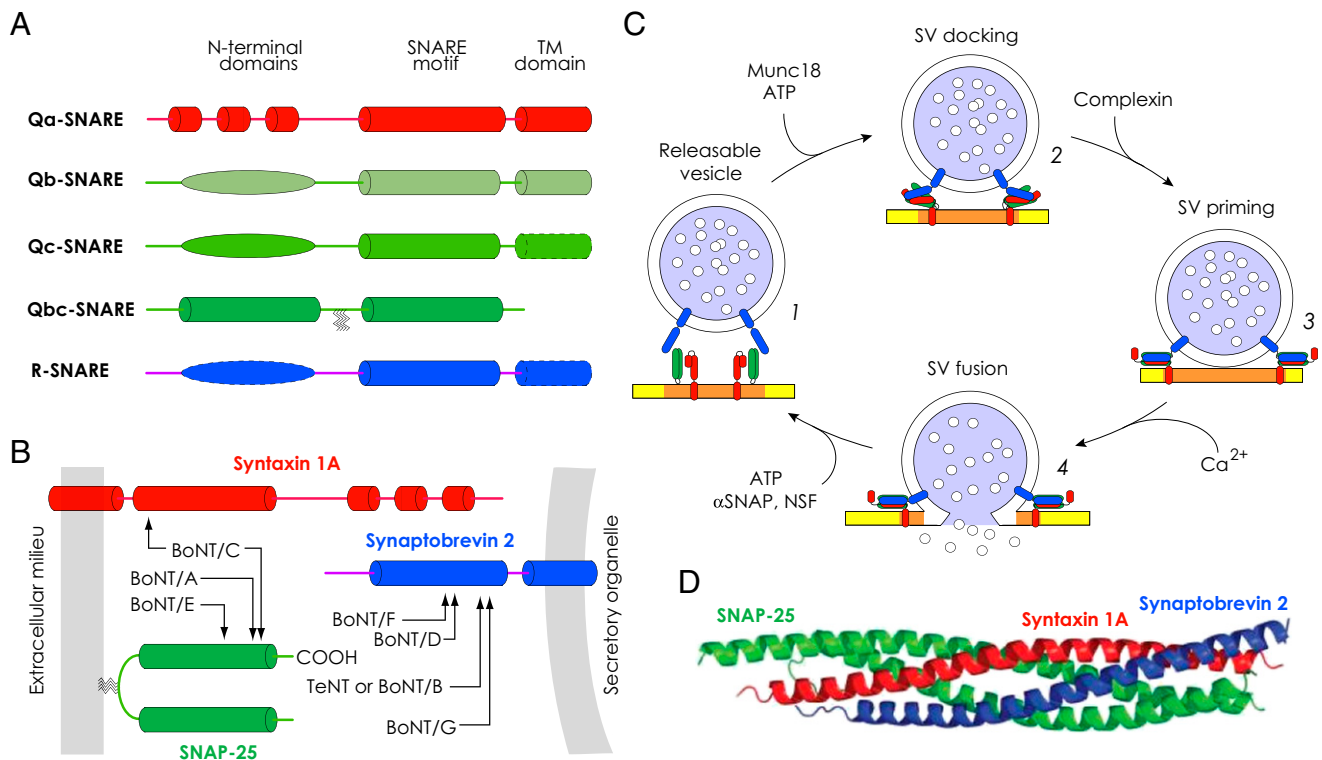 A
N-terminal
domains
SNARE
motif
TM
domain
Qa-SNARE
Qb-SNARE
Qc-SNARE
Qbc-SNARE
R-SNARE
B
Syntaxin 1A
Extracellular milieu
BoNT/C
BoNT/A
BoNT/E
COOH
SNAP-25
Synaptobrevin 2
BoNT/F
BoNT/D
TeNT or BoNT/B
BoNT/G
Secretory organelle
C
SV docking
Munc18
ATP
Complexin
Releasable
vesicle
2
SV priming
1
3
SV fusion
4
Ca2+
ATP
αSNAP, NSF
D
SNAP-25
Syntaxin 1A
Synaptobrevin 2